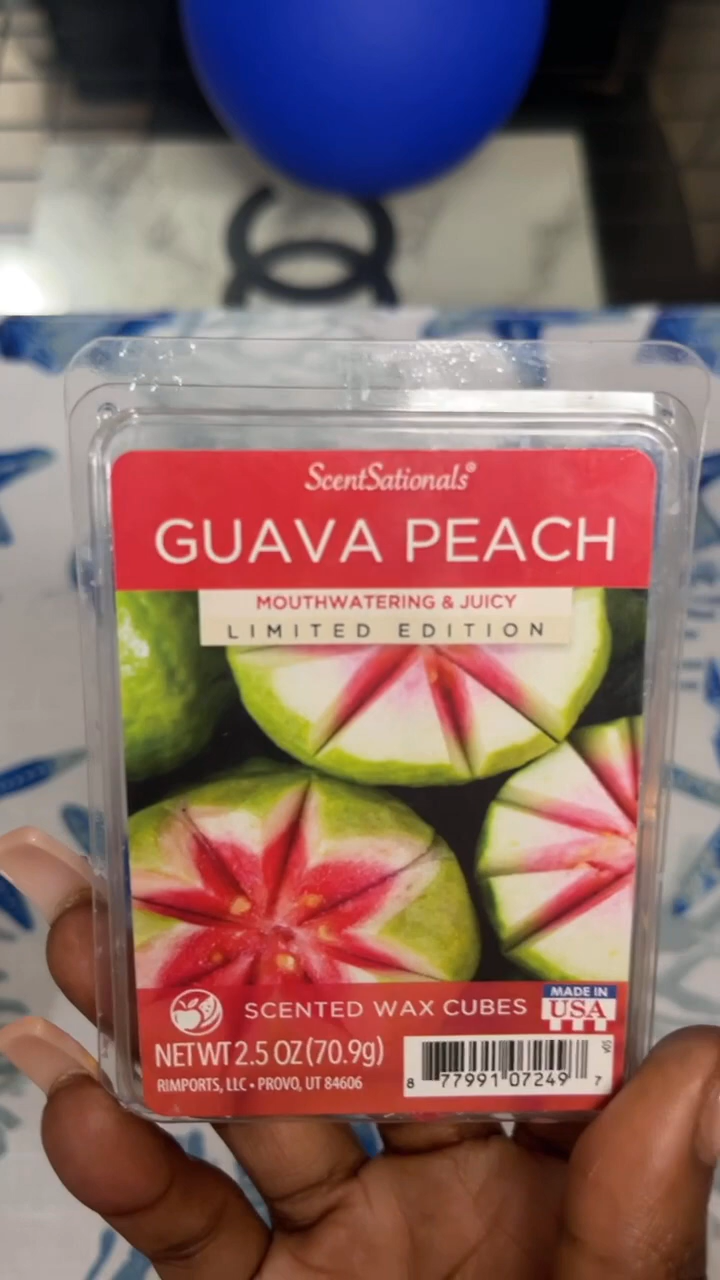 ScentSationals®
GUAVA PEACH
MOUTHWATERING & JUICY
LIMITED EDITION
SCENTED WAX CUBES
MADE IN
USA
NET WT 2.5 OZ (70.9g)
RIMPORTS, LLC • PROVO, UT 84606
8 77991 07249 7